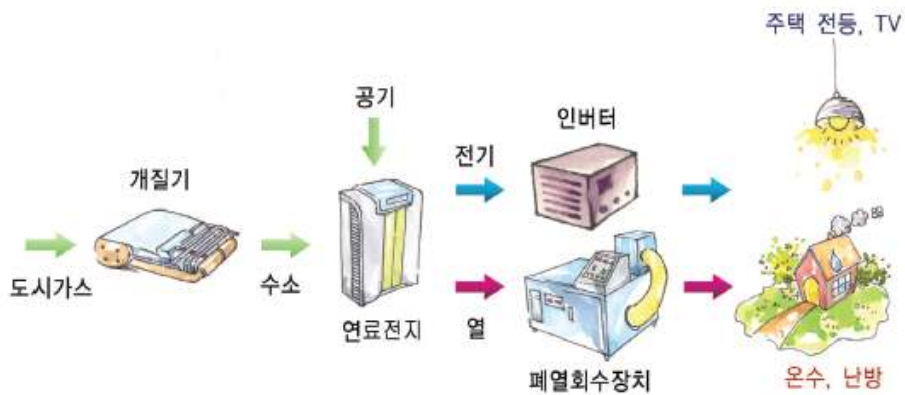 주택 전등, TV
공기
인버터
개질기
전기
도시가스
수소
연료전지
열
폐열회수장치
온수, 난방